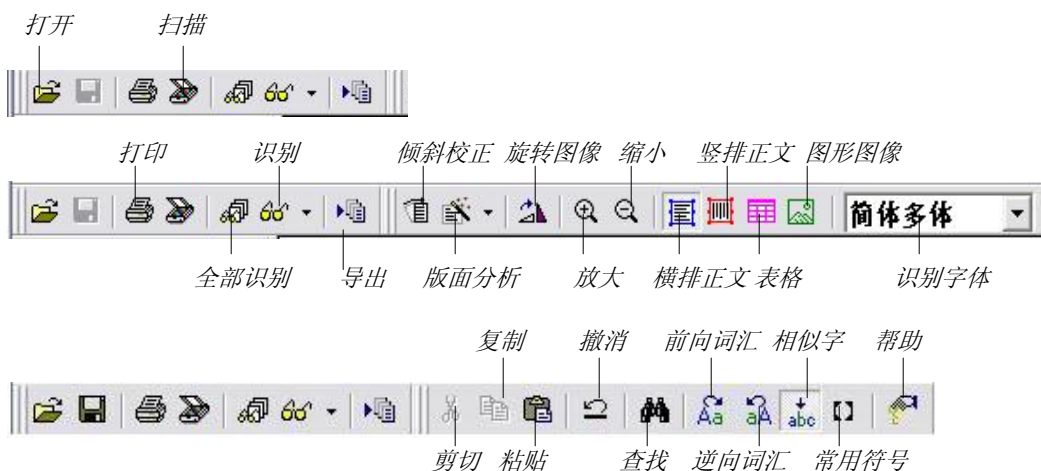 打开 扫描
打印 识别 倾斜校正 旋转图像 缩小 竖排正文 图形图像
简体多体
全部识别 导出 版面分析 放大 横排正文 表格 识别字体
复制 撤消 前向词汇 相似字 帮助
Aa aA abc
剪切 粘贴 查找 逆向词汇 常用符号